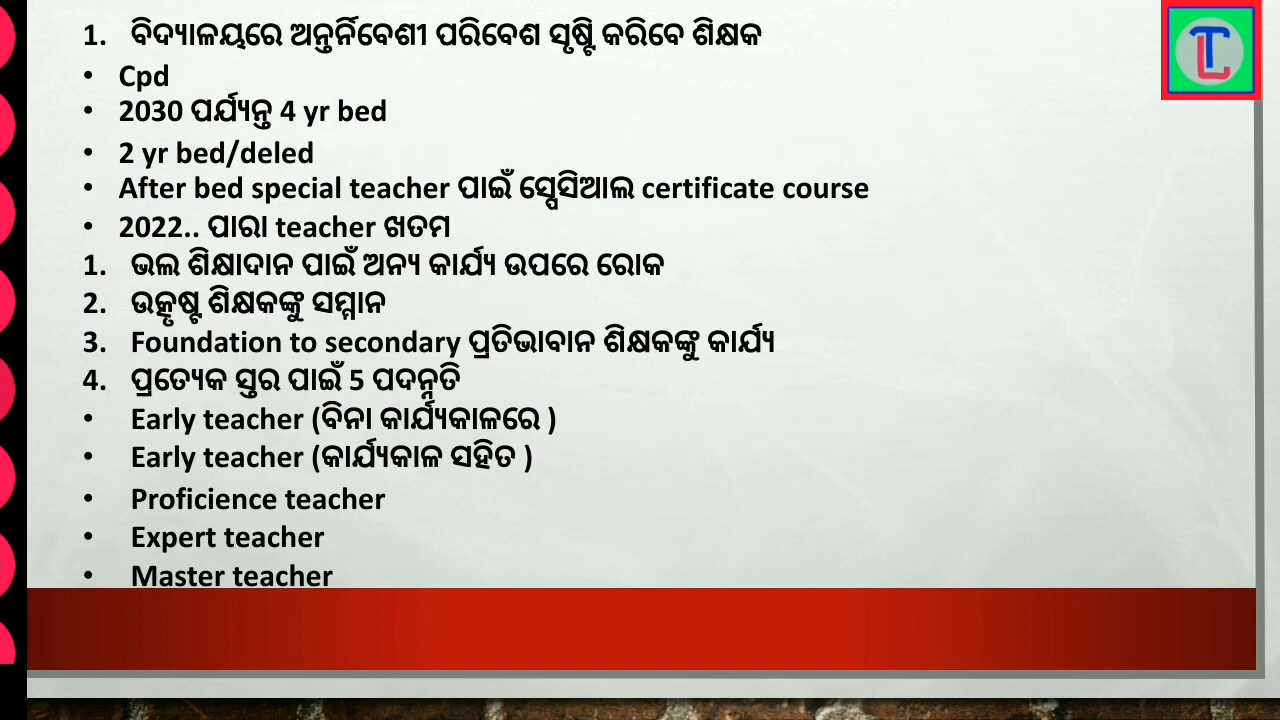 1. ବିଦ୍ୟାଳୟରେ ଅନ୍ତର୍ନିବେଶୀ ପରିବେଶ ସୃଷ୍ଟି କରିବେ ଶିକ୍ଷକ
• Cpd
• 2030 ପର୍ଯ୍ୟନ୍ତ 4 yr bed
• 2 yr bed/deled
• After bed special teacher ପାଇଁ ସ୍ପେସିଆଲ certificate course
• 2022.. ପାରା teacher ଖତମ
1. ଭଲ ଶିକ୍ଷାଦାନ ପାଇଁ ଅନ୍ୟ କାର୍ଯ୍ୟ ଉପରେ ରୋକ
2. ଉତ୍କୃଷ୍ଟ ଶିକ୍ଷକଙ୍କୁ ସମ୍ମାନ
3. Foundation to secondary ପ୍ରତିଭାବାନ ଶିକ୍ଷକଙ୍କୁ କାର୍ଯ୍ୟ
4. ପ୍ରତ୍ୟେକ ସ୍ତର ପାଇଁ 5 ପଦନ୍ନତି
• Early teacher (ବିନା କାର୍ଯ୍ୟକାଳରେ )
• Early teacher (କାର୍ଯ୍ୟକାଳ ସହିତ )
• Proficience teacher
• Expert teacher
• Master teacher